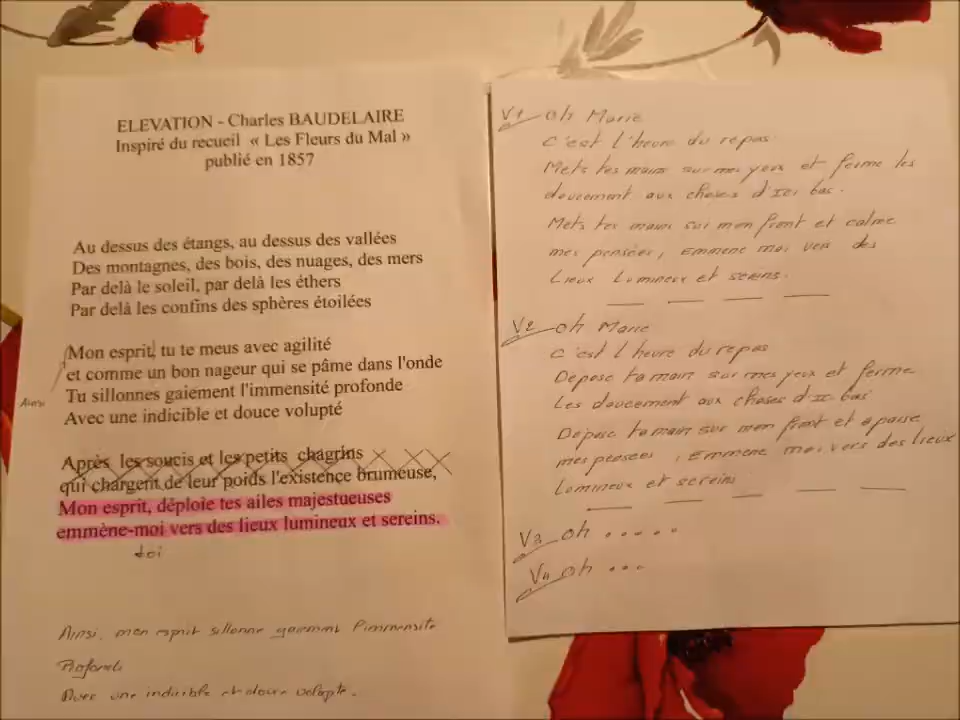 ELEVATION - Charles BAUDELAIRE
Inspiré du recueil « Les Fleurs du Mal »
publié en 1857
Au dessus des étangs, au dessus des vallées
Des montagnes, des bois, des nuages, des mers
Par delà le soleil, par delà les éthers
Par delà les confins des sphères étoilées
Mon esprit, tu te meus avec agilité
et comme un bon nageur qui se pâme dans l'onde
Ainsi
Tu sillonnes gaiement l'immensité profonde
Avec une indicible et douce volupté
Après les soucis et les petits chagrins
qui chargent de leur poids l'existence brumeuse,
Mon esprit, déploie tes ailes majestueuses
emmène-moi vers des lieux lumineux et sereins.
toi
Ainsi, mon esprit sillonne gaiement l'immensité
Profonde
Avec une indicible et douce volupté.
V1 Oh Marie
C'est l'heure du repas
Mets tes mains sur mes yeux et ferme les
doucement aux choses d'Ici bas.
Mets tes mains sur mon front et calme
mes pensées, Emmene moi vers des
Lieux Lumineux et sereins.
V2 Oh Marie
C'est l'heure du repas
Depose ta main sur mes yeux et ferme
Les doucement aux choses d'Ici bas
Depose ta main sur mon front et apaise
mes pensées, Emmene moi vers des lieux
Lumineux et sereins
V3 Oh .....
V4 Oh ...